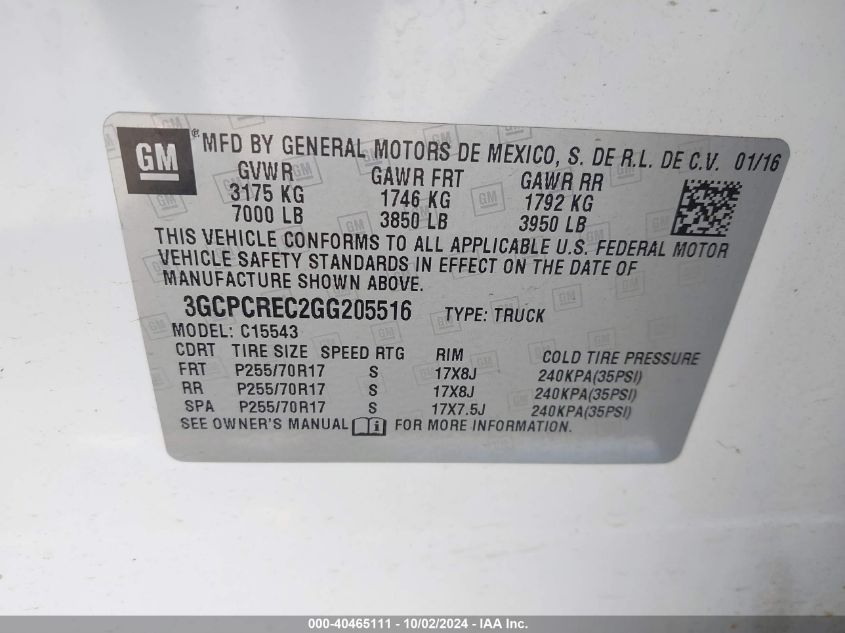 GM ® MFD BY GENERAL MOTORS DE MEXICO, S. DE R.L. DE C.V. 01/16
GVWR GAWR FRT GAWR RR
3175 KG 1746 KG 1792 KG
7000 LB 3850 LB 3950 LB
THIS VEHICLE CONFORMS TO ALL APPLICABLE U.S. FEDERAL MOTOR
VEHICLE SAFETY STANDARDS IN EFFECT ON THE DATE OF
MANUFACTURE SHOWN ABOVE.
3GCPCREC2GG205516 TYPE: TRUCK
MODEL: C15543
CDRT TIRE SIZE SPEED RTG RIM COLD TIRE PRESSURE
FRT P255/70R17 S 17X8J 240KPA(35PSI)
RR P255/70R17 S 17X8J 240KPA(35PSI)
SPA P255/70R17 S 17X7.5J 240KPA(35PSI)
SEE OWNER'S MANUAL FOR MORE INFORMATION.
000-40465111 - 10/02/2024 - IAA Inc.